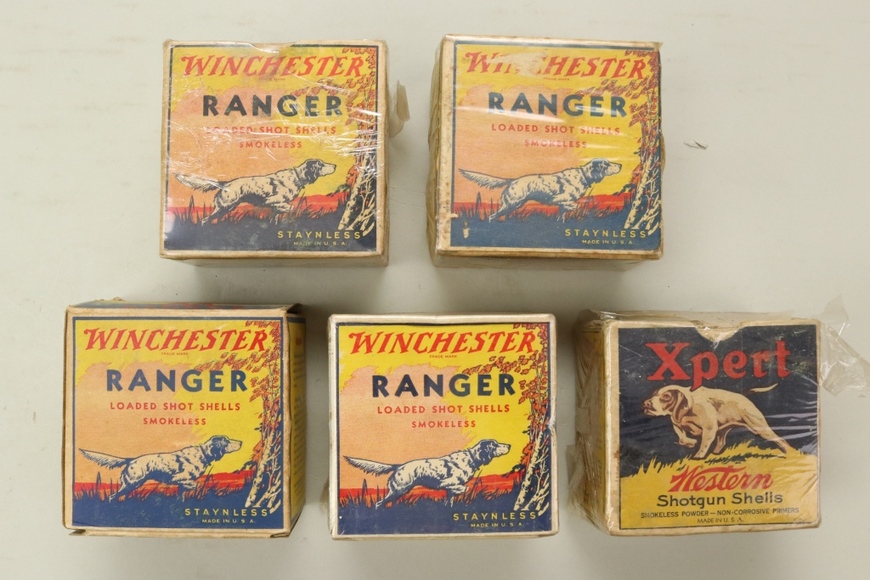 WINCHESTER
TRADE MARK
RANGER
LOADED SHOT SHELLS
SMOKELESS
STAYNLESS
MADE IN U.S.A.
WINCHESTER
RANGER
LOADED SHOT SHELLS
SMOKELESS
STAYNLESS
MADE IN U.S.A.
WINCHESTER
TRADE MARK
RANGER
LOADED SHOT SHELLS
SMOKELESS
STAYNLESS
MADE IN U.S.A.
WINCHESTER
TRADE MARK
RANGER
LOADED SHOT SHELLS
SMOKELESS
STAYNLESS
MADE IN U.S.A.
Xpert
Western
Shotgun Shells
SMOKELESS POWDER — NON-CORROSIVE PRIMERS
MADE IN U.S.A.